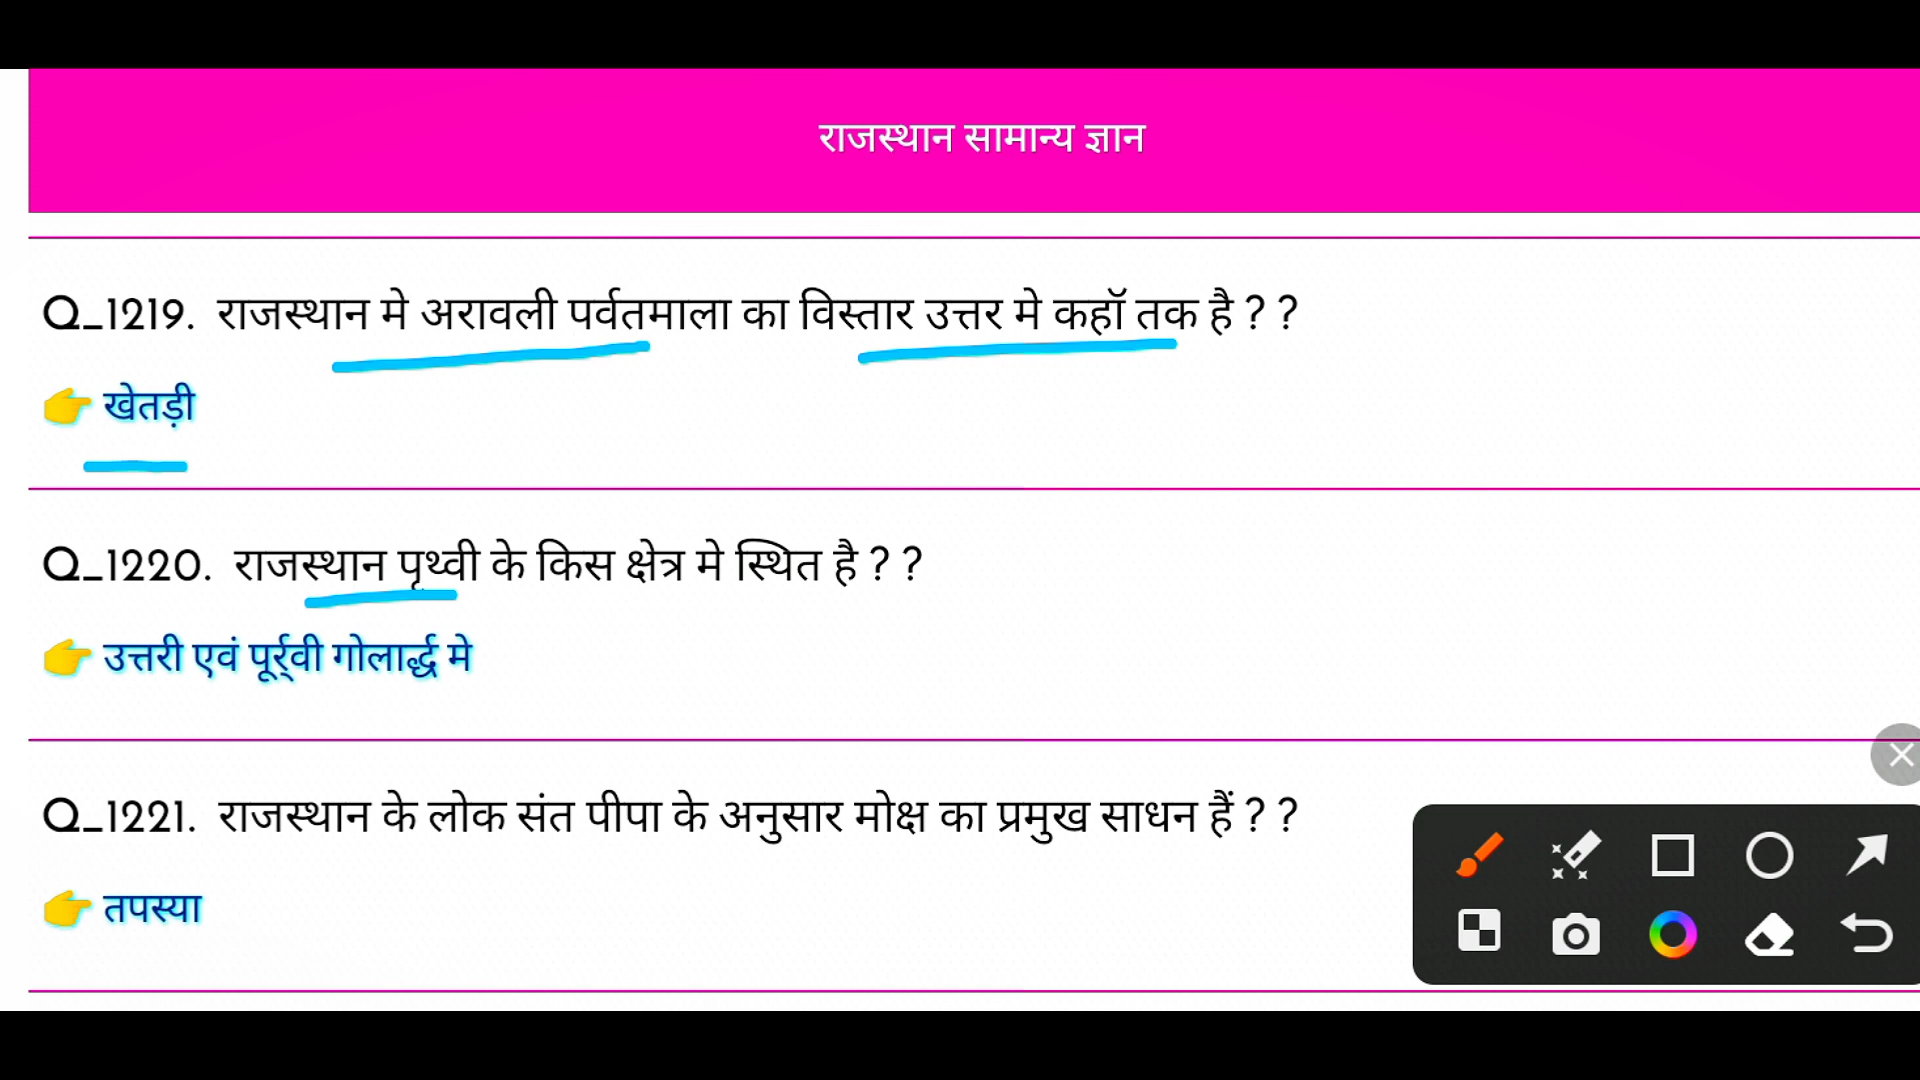 राजस्थान सामान्य ज्ञान
Q_1219. राजस्थान मे अरावली पर्वतमाला का विस्तार उत्तर मे कहॉ तक है ? ?
👉 खेतड़ी
Q_1220. राजस्थान पृथ्वी के किस क्षेत्र मे स्थित है ? ?
👉 उत्तरी एवं पूर्र्वी गोलार्द्ध मे
Q_1221. राजस्थान के लोक संत पीपा के अनुसार मोक्ष का प्रमुख साधन हैं ? ?
👉 तपस्या